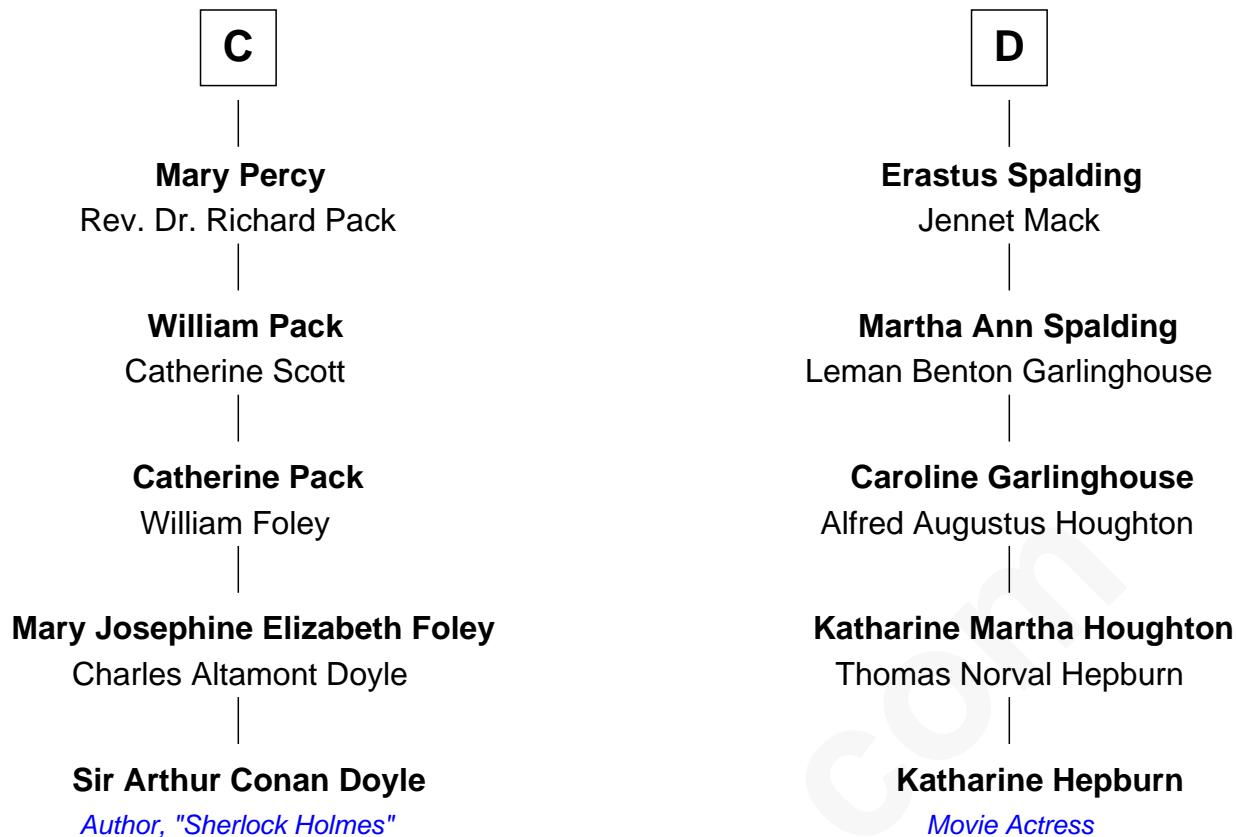 C
Mary Percy
Rev. Dr. Richard Pack
William Pack
Catherine Scott
Catherine Pack
William Foley
Mary Josephine Elizabeth Foley
Charles Altamont Doyle
Sir Arthur Conan Doyle
Author, "Sherlock Holmes"
D
Erastus Spalding
Jennet Mack
Martha Ann Spalding
Leman Benton Garlinghouse
Caroline Garlinghouse
Alfred Augustus Houghton
Katharine Martha Houghton
Thomas Norval Hepburn
Katharine Hepburn
Movie Actress
com